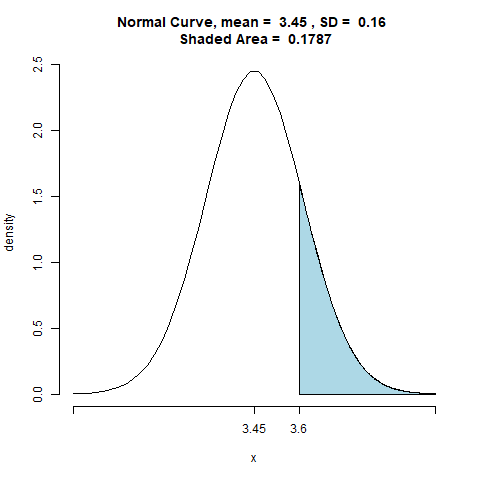 Normal Curve, mean =  3.45 , SD =  0.16
Shaded Area =  0.1787
2.5
2.0
1.5
1.0
0.5
0.0
density
3.45 3.6
x